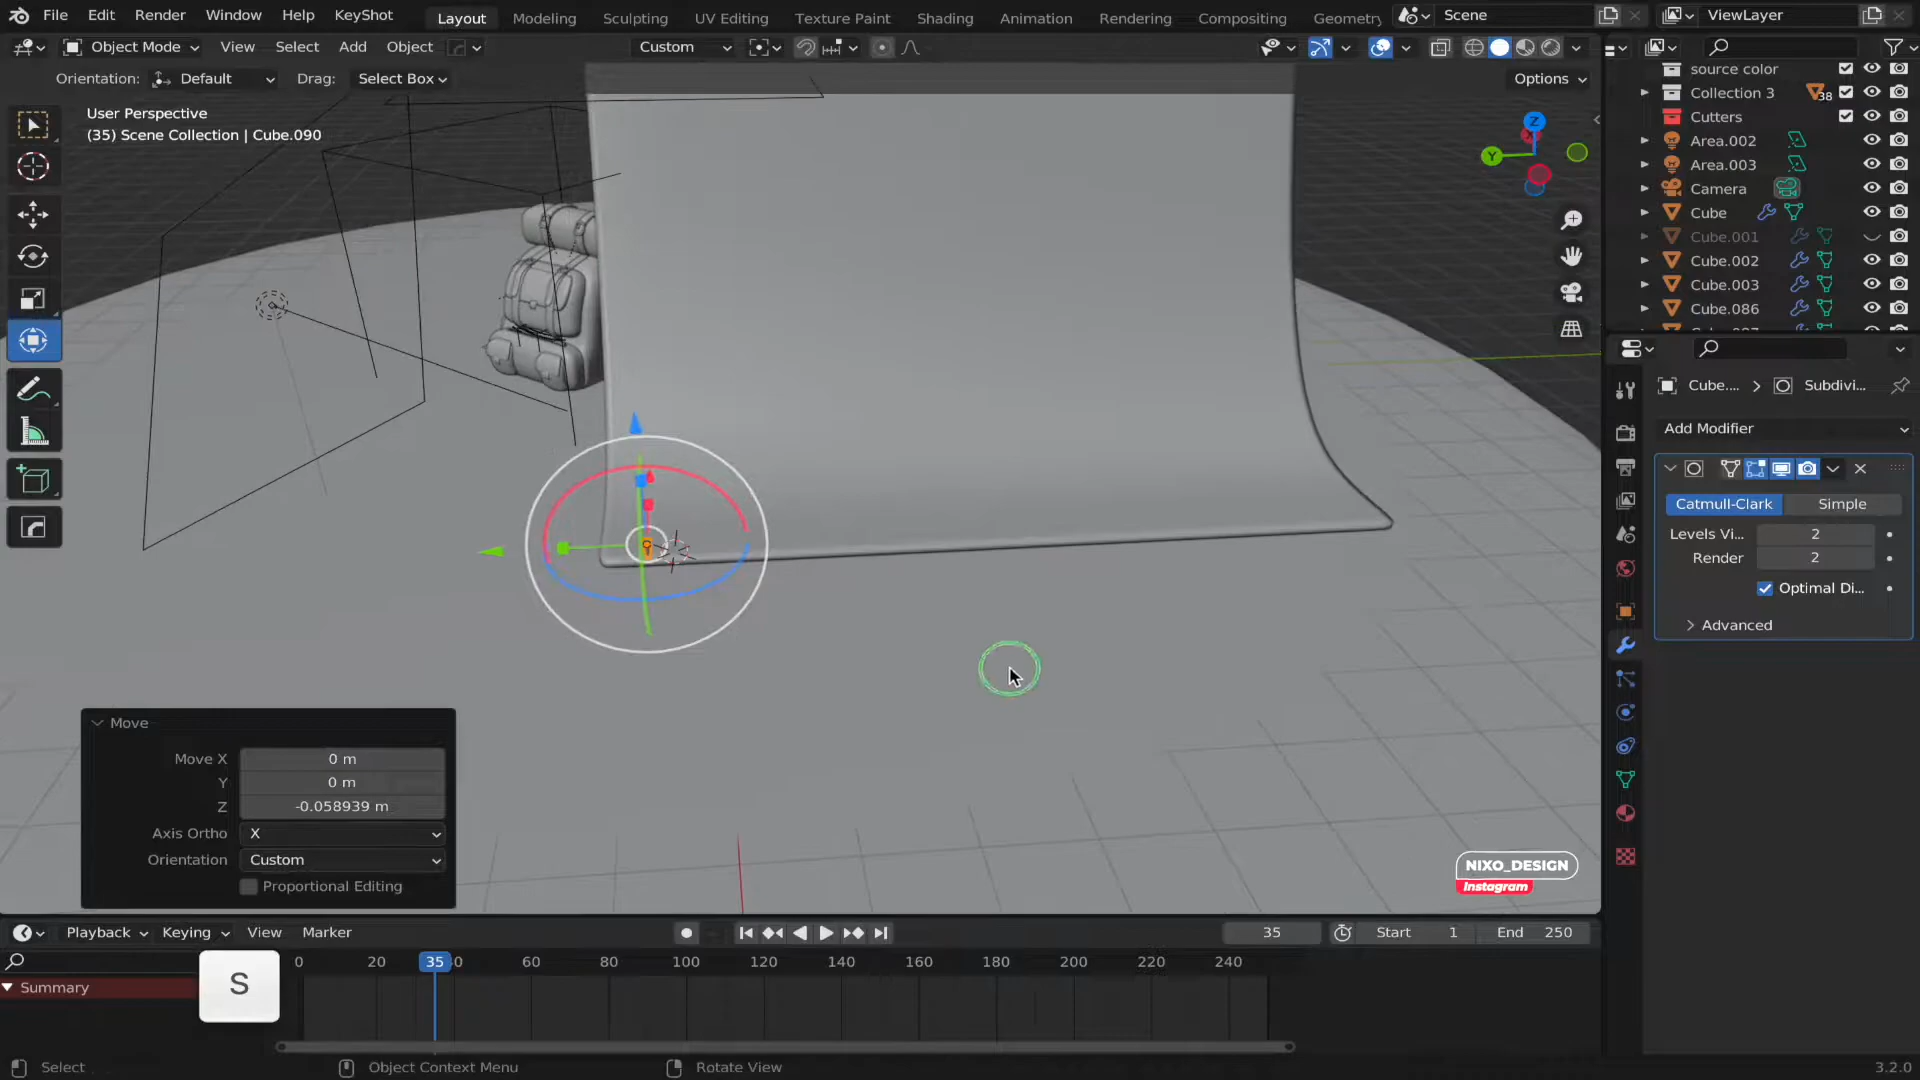 File Edit Render Window Help KeyShot Layout Modeling Sculpting UV Editing Texture Paint Shading Animation Rendering Compositing Geometry Scene ViewLayer
Object Mode View Select Add Object Custom
Orientation: Default Drag: Select Box Options
User Perspective
(35) Scene Collection | Cube.090
Z
Y
source color
Collection 3 38
Cutters
Area.002
Area.003
Camera
Cube
Cube.001
Cube.002
Cube.003
Cube.086
Cube.... > Subdivi...
Add Modifier
Catmull-Clark Simple
Levels Vi... 2
Render 2
Optimal Di...
Advanced
Move
Move X 0 m
Y 0 m
Z -0.058939 m
Axis Ortho X
Orientation Custom
Proportional Editing
NIXO_DESIGN
Instagram
Playback Keying View Marker 35 Start 1 End 250
0 20 35 60 80 100 120 140 160 180 200 220 240
Summary
S
Select Object Context Menu Rotate View 3.2.0